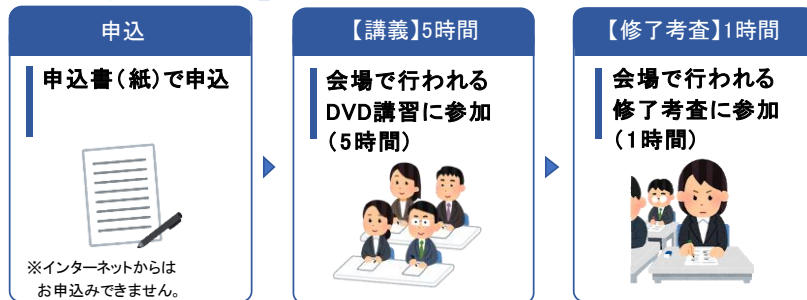 申込
申込書（紙）で申込
※インターネットからは
お申込みできません。
【講義】5時間
会場で行われる
DVD講習に参加
（5時間）
【修了考査】1時間
会場で行われる
修了考査に参加
（1時間）